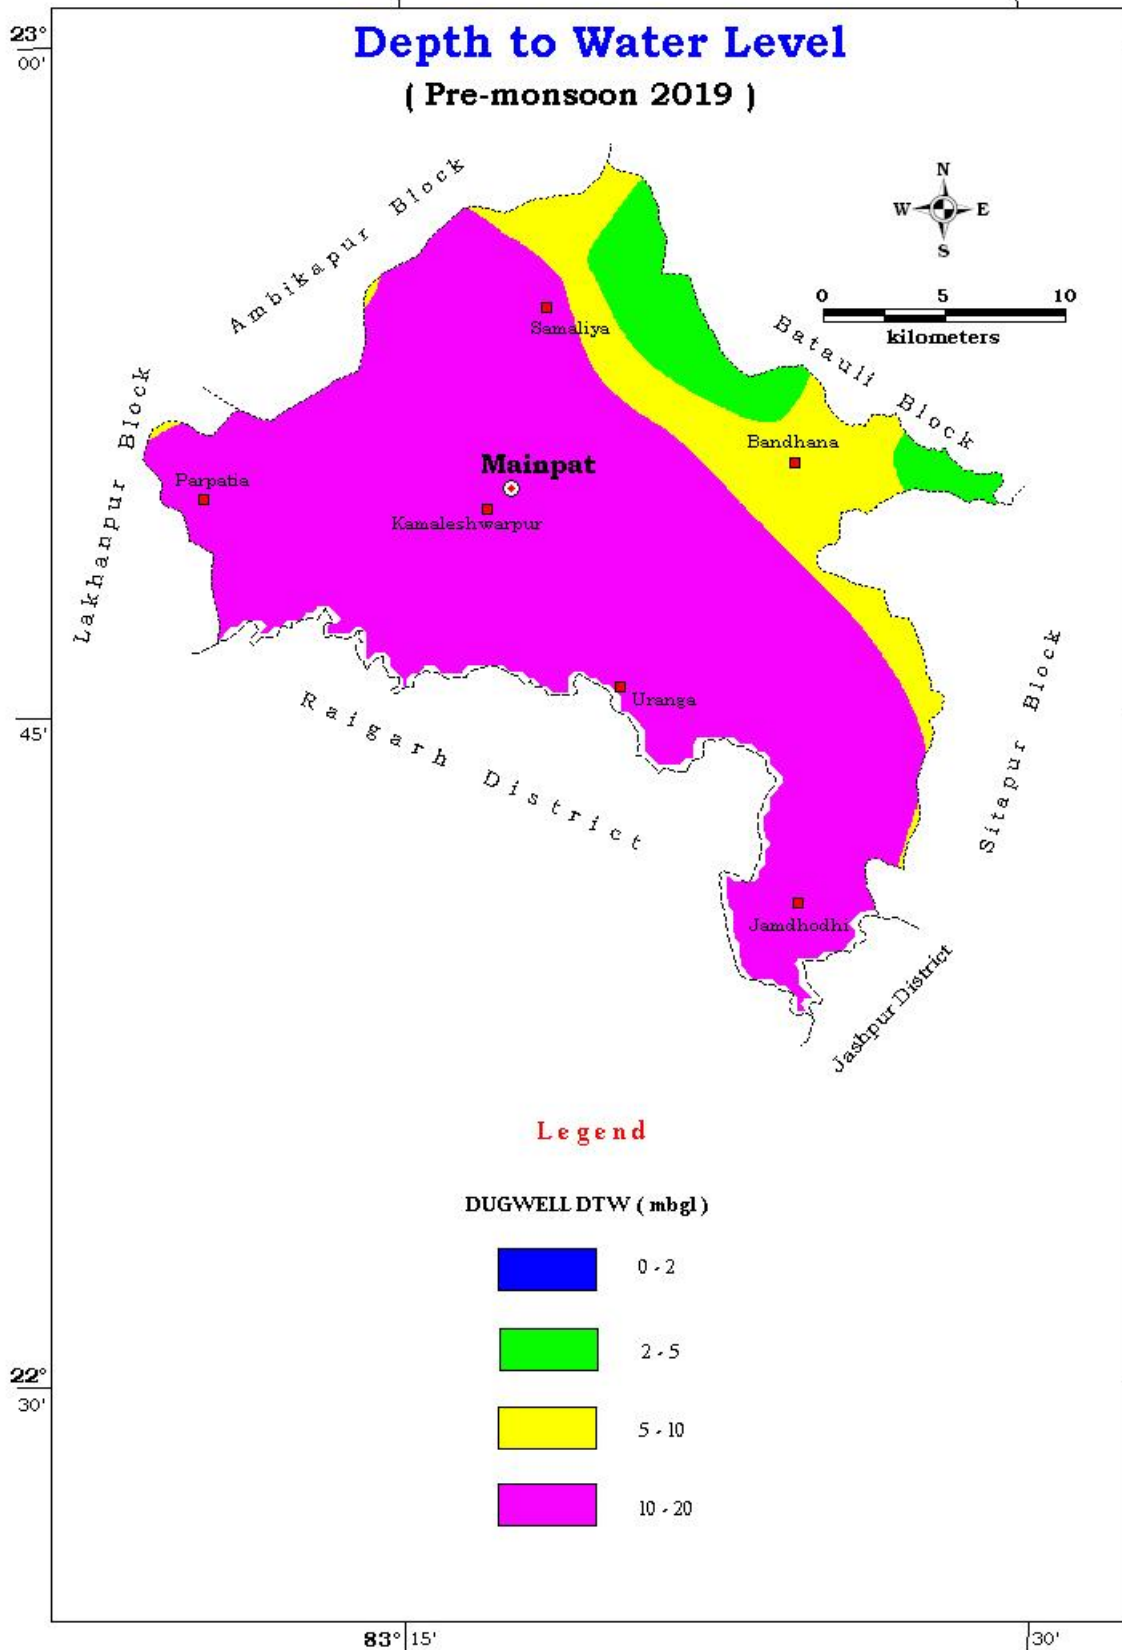 23°
00'
Depth to Water Level
( Pre-monsoon 2019 )
Ambikapur Block
N
W E
S
0 5 10
kilometers
Batauli Block
Samaliya
Lakhanpur Block
Bandhana
Mainpat
Parpatia
Kamaleshwarpur
Uranga
45'
Raigarh District
Sitapur Block
Jamdhodhi
Jashpur District
Legend
DUGWELL DTW ( mbgl )
0 - 2
2 - 5
22°
30'
5 - 10
10 - 20
83° 15' 30'